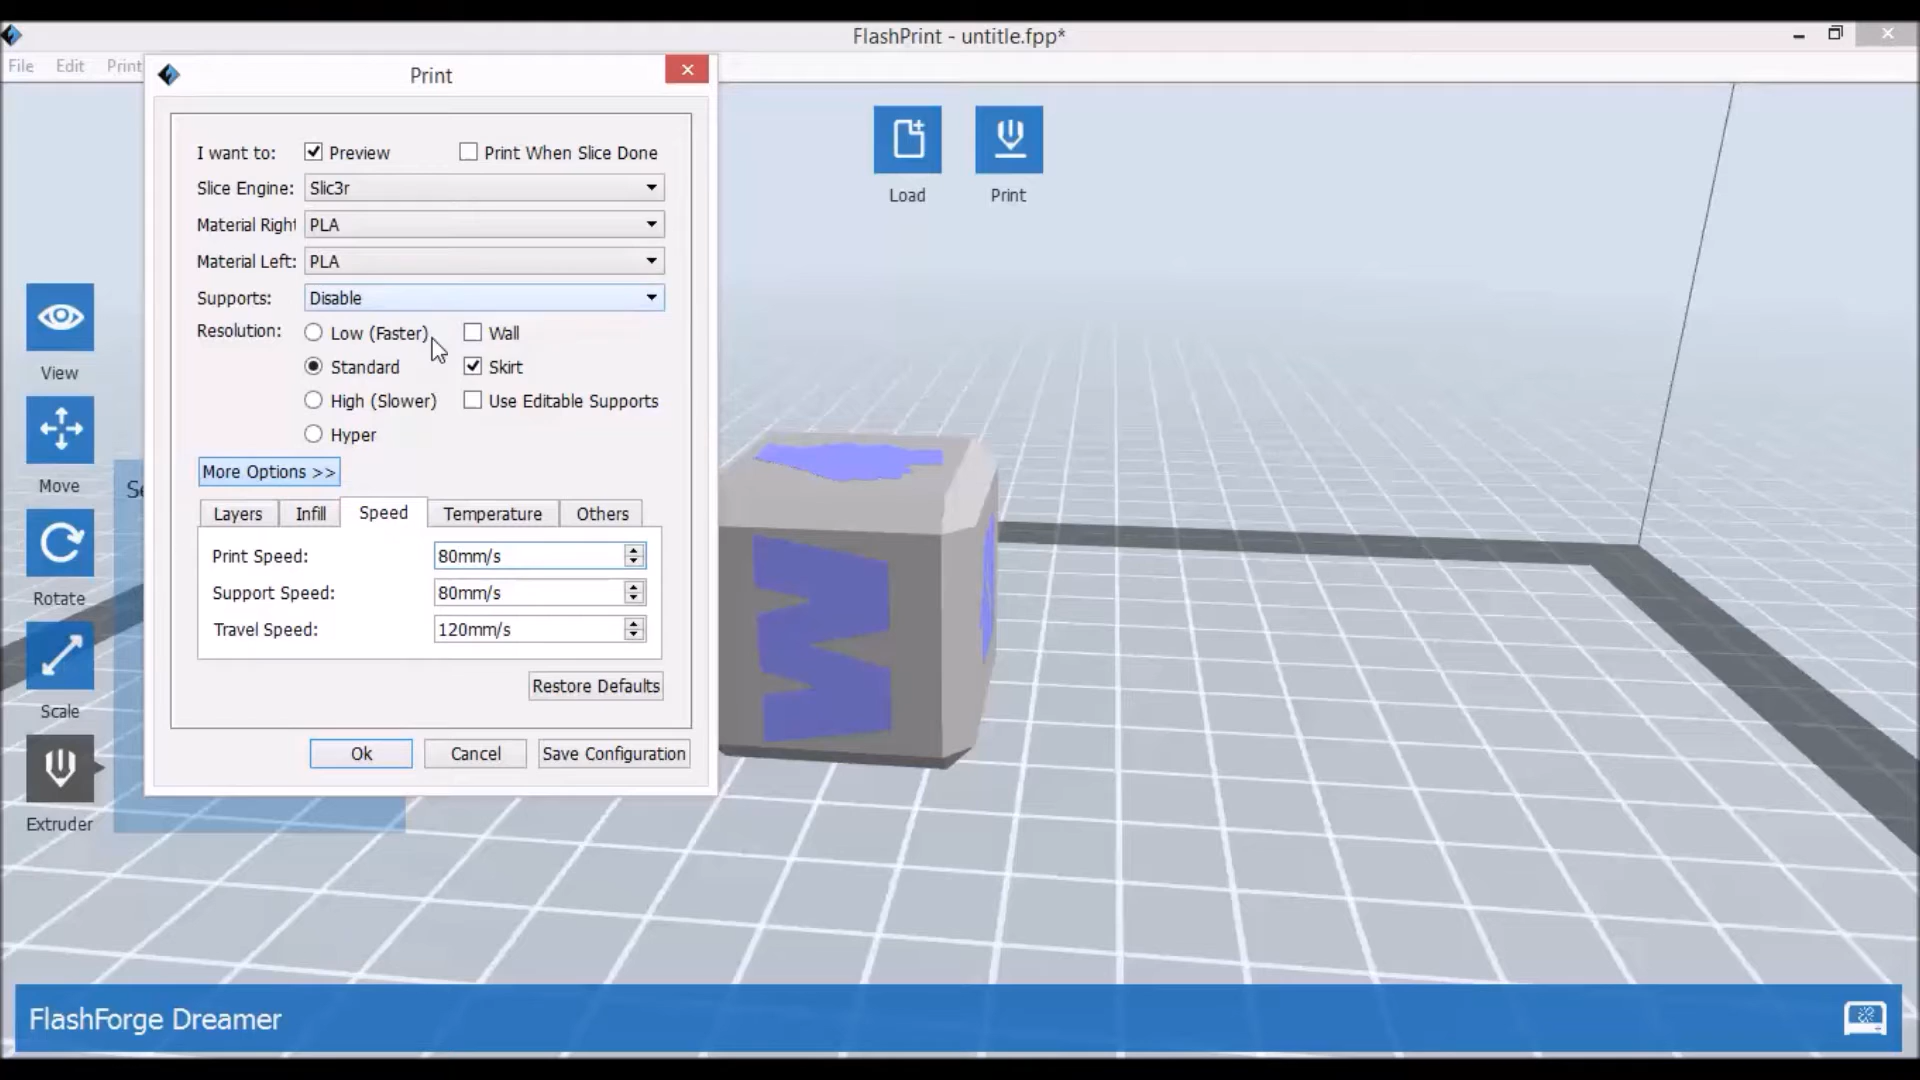 FlashPrint - untitle.fpp*
File Edit Print
Print
I want to: Preview Print When Slice Done
Slice Engine: Slic3r
Material Right PLA
Material Left: PLA
Supports: Disable
Resolution: Low (Faster) Wall
Standard Skirt
High (Slower) Use Editable Supports
Hyper
More Options >>
Layers Infill Speed Temperature Others
Print Speed: 80mm/s
Support Speed: 80mm/s
Travel Speed: 120mm/s
Restore Defaults
Ok Cancel Save Configuration
Load Print
View
Move
Rotate
Scale
Extruder
Se
M
FlashForge Dreamer